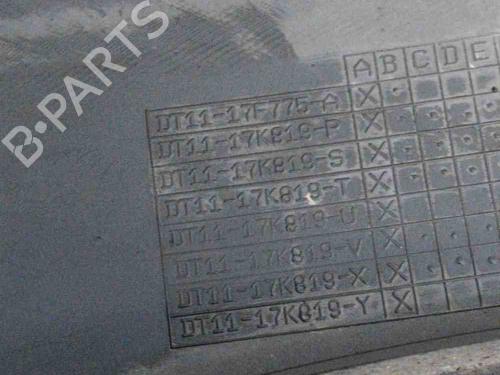 A B C D E
DT11-17F775-A X
DT11-17K819-P X
DT11-17K819-S X
DT11-17K819-T X
DT11-17K819-U X
DT11-17K819-V X
DT11-17K819-X X
DT11-17K819-Y X
B-PARTS